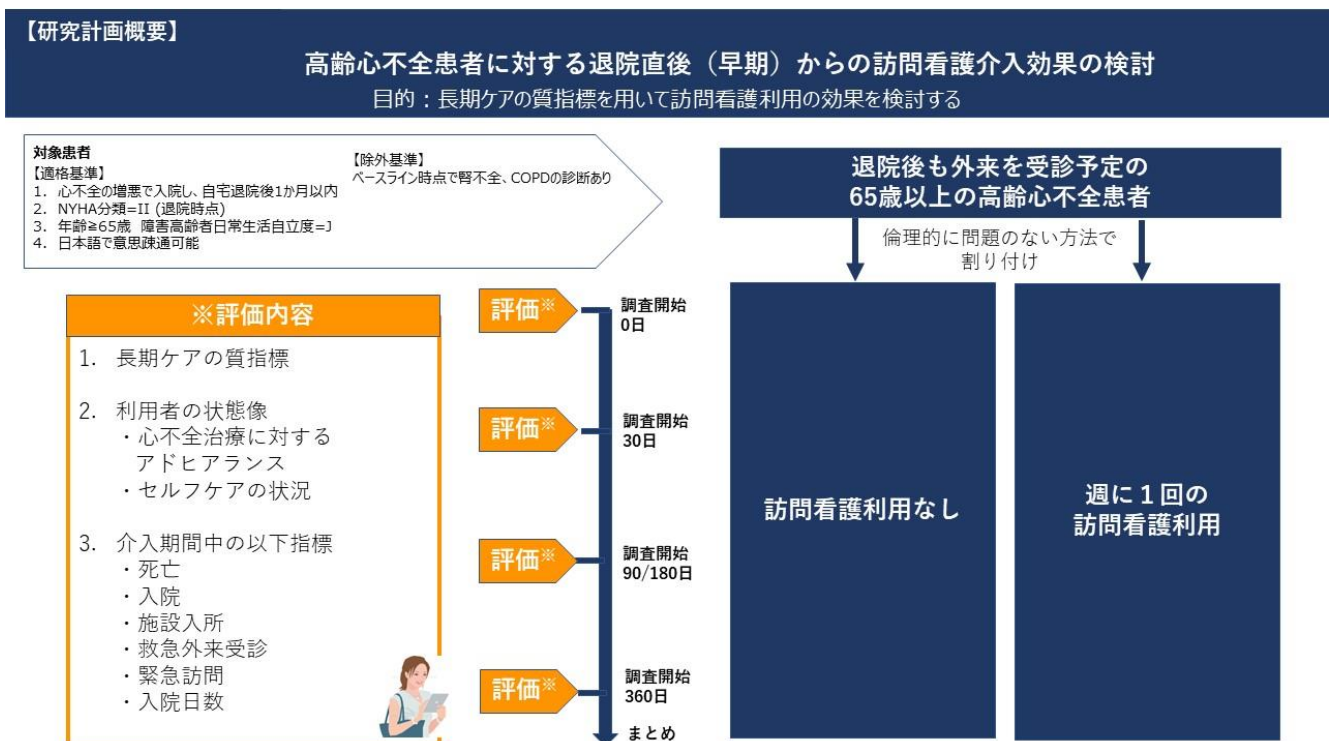 【研究計画概要】
高齢心不全患者に対する退院直後（早期）からの訪問看護介入効果の検討
目的：長期ケアの質指標を用いて訪問看護利用の効果を検討する
対象患者
【適格基準】
1. 心不全の増悪で入院し、自宅退院後1か月以内
2. NYHA分類=II (退院時点)
3. 年齢≧65歳 障害高齢者日常生活自立度=J
4. 日本語で意思疎通可能
【除外基準】
ベースライン時点で腎不全、COPDの診断あり
退院後も外来を受診予定の
65歳以上の高齢心不全患者
倫理的に問題のない方法で
割り付け
※評価内容
1. 長期ケアの質指標
2. 利用者の状態像
・心不全治療に対する
アドヒアランス
・セルフケアの状況
3. 介入期間中の以下指標
・死亡
・入院
・施設入所
・救急外来受診
・緊急訪問
・入院日数
評価※
調査開始
0日
評価※
調査開始
30日
評価※
調査開始
90/180日
評価※
調査開始
360日
まとめ
訪問看護利用なし
週に１回の
訪問看護利用